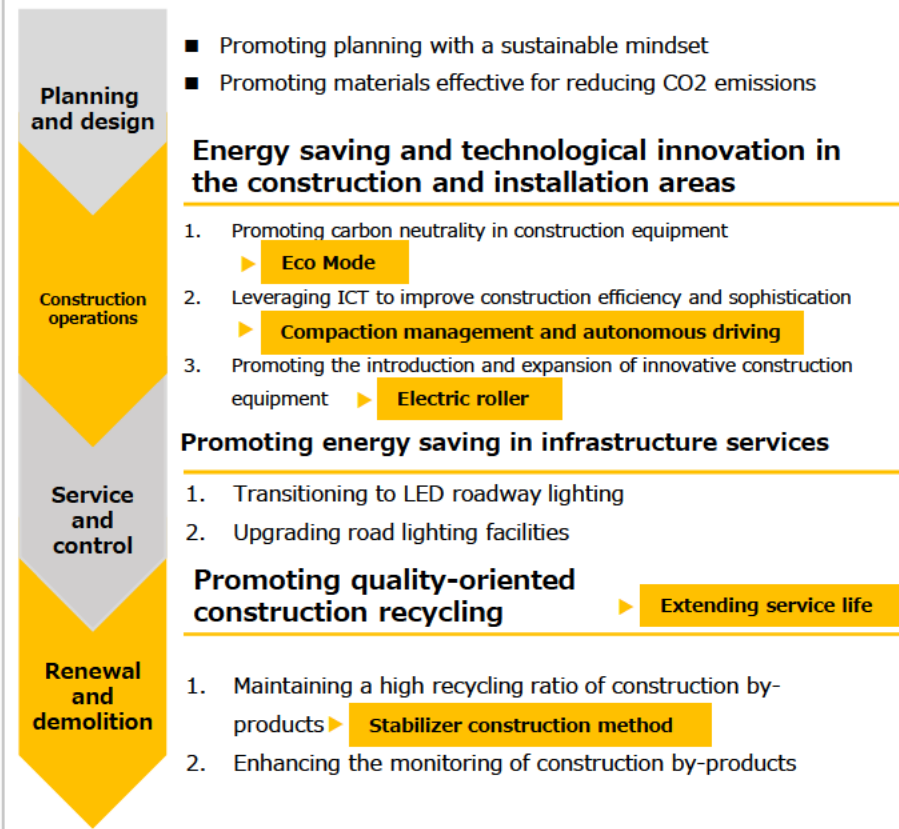 Planning
and design
■ Promoting planning with a sustainable mindset
■ Promoting materials effective for reducing CO2 emissions
Construction
operations
Energy saving and technological innovation in
the construction and installation areas
1. Promoting carbon neutrality in construction equipment
▶ Eco Mode
2. Leveraging ICT to improve construction efficiency and sophistication
▶ Compaction management and autonomous driving
3. Promoting the introduction and expansion of innovative construction
equipment ▶ Electric roller
Service
and
control
Promoting energy saving in infrastructure services
1. Transitioning to LED roadway lighting
2. Upgrading road lighting facilities
Renewal
and
demolition
Promoting quality-oriented
construction recycling
▶ Extending service life
1. Maintaining a high recycling ratio of construction by-
products ▶ Stabilizer construction method
2. Enhancing the monitoring of construction by-products